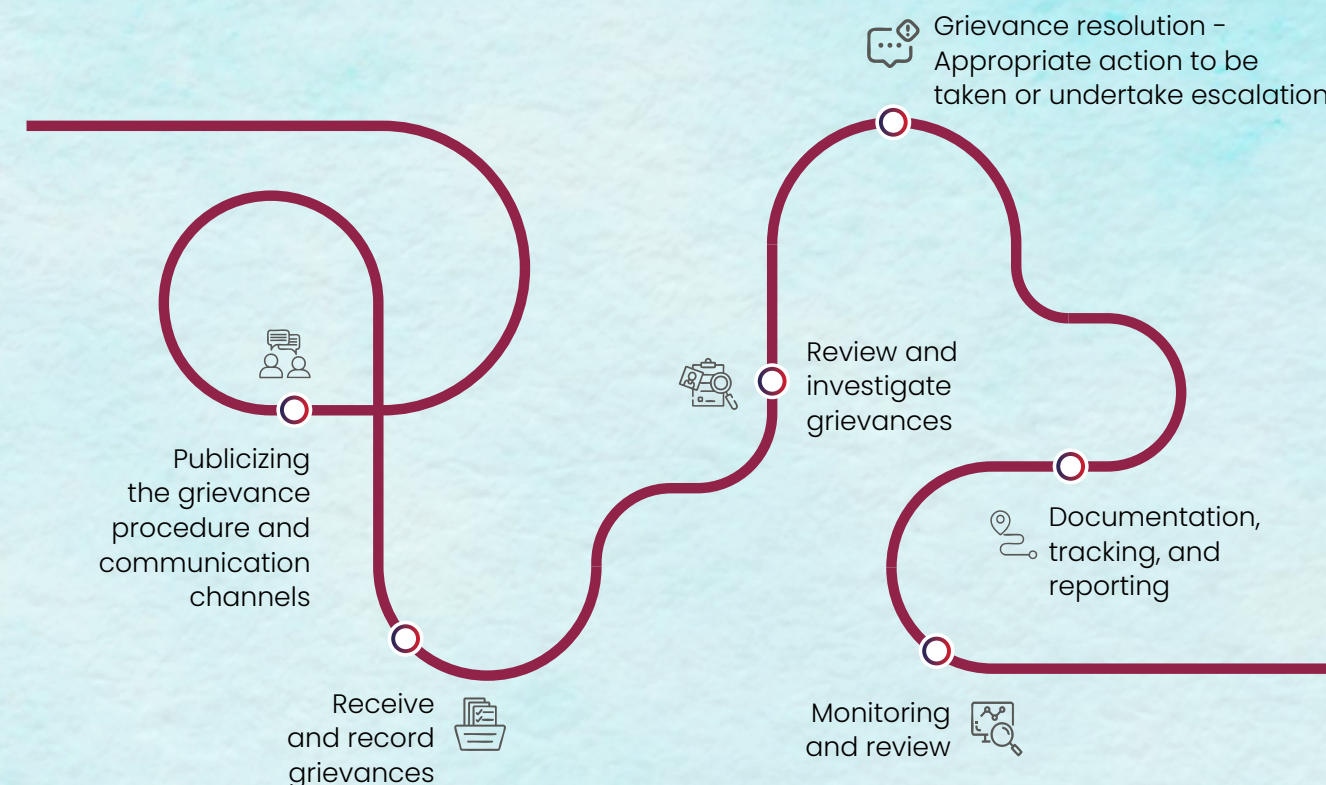 Grievance resolution -
Appropriate action to be
taken or undertake escalation
Review and
investigate
grievances
Publicizing
the grievance
procedure and
communication
channels
Documentation,
tracking, and
reporting
Receive
and record
grievances
Monitoring
and review